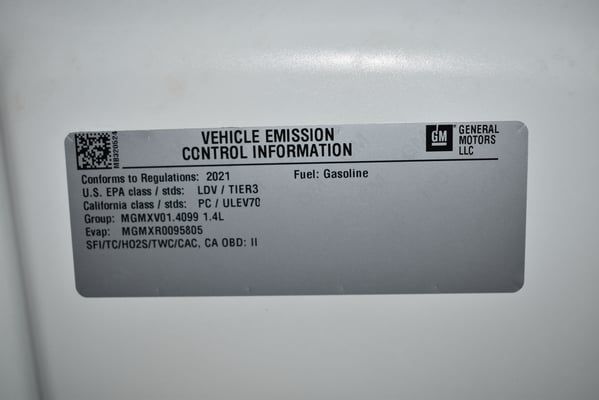 MB320524
VEHICLE EMISSION
CONTROL INFORMATION
GM
GENERAL
MOTORS
LLC
Conforms to Regulations: 2021
Fuel: Gasoline
U.S. EPA class / stds: LDV / TIER3
California class / stds: PC / ULEV70
Group: MGMXV01.4099 1.4L
Evap: MGMXR0095805
SFI/TC/HO2S/TWC/CAC, CA OBD: II